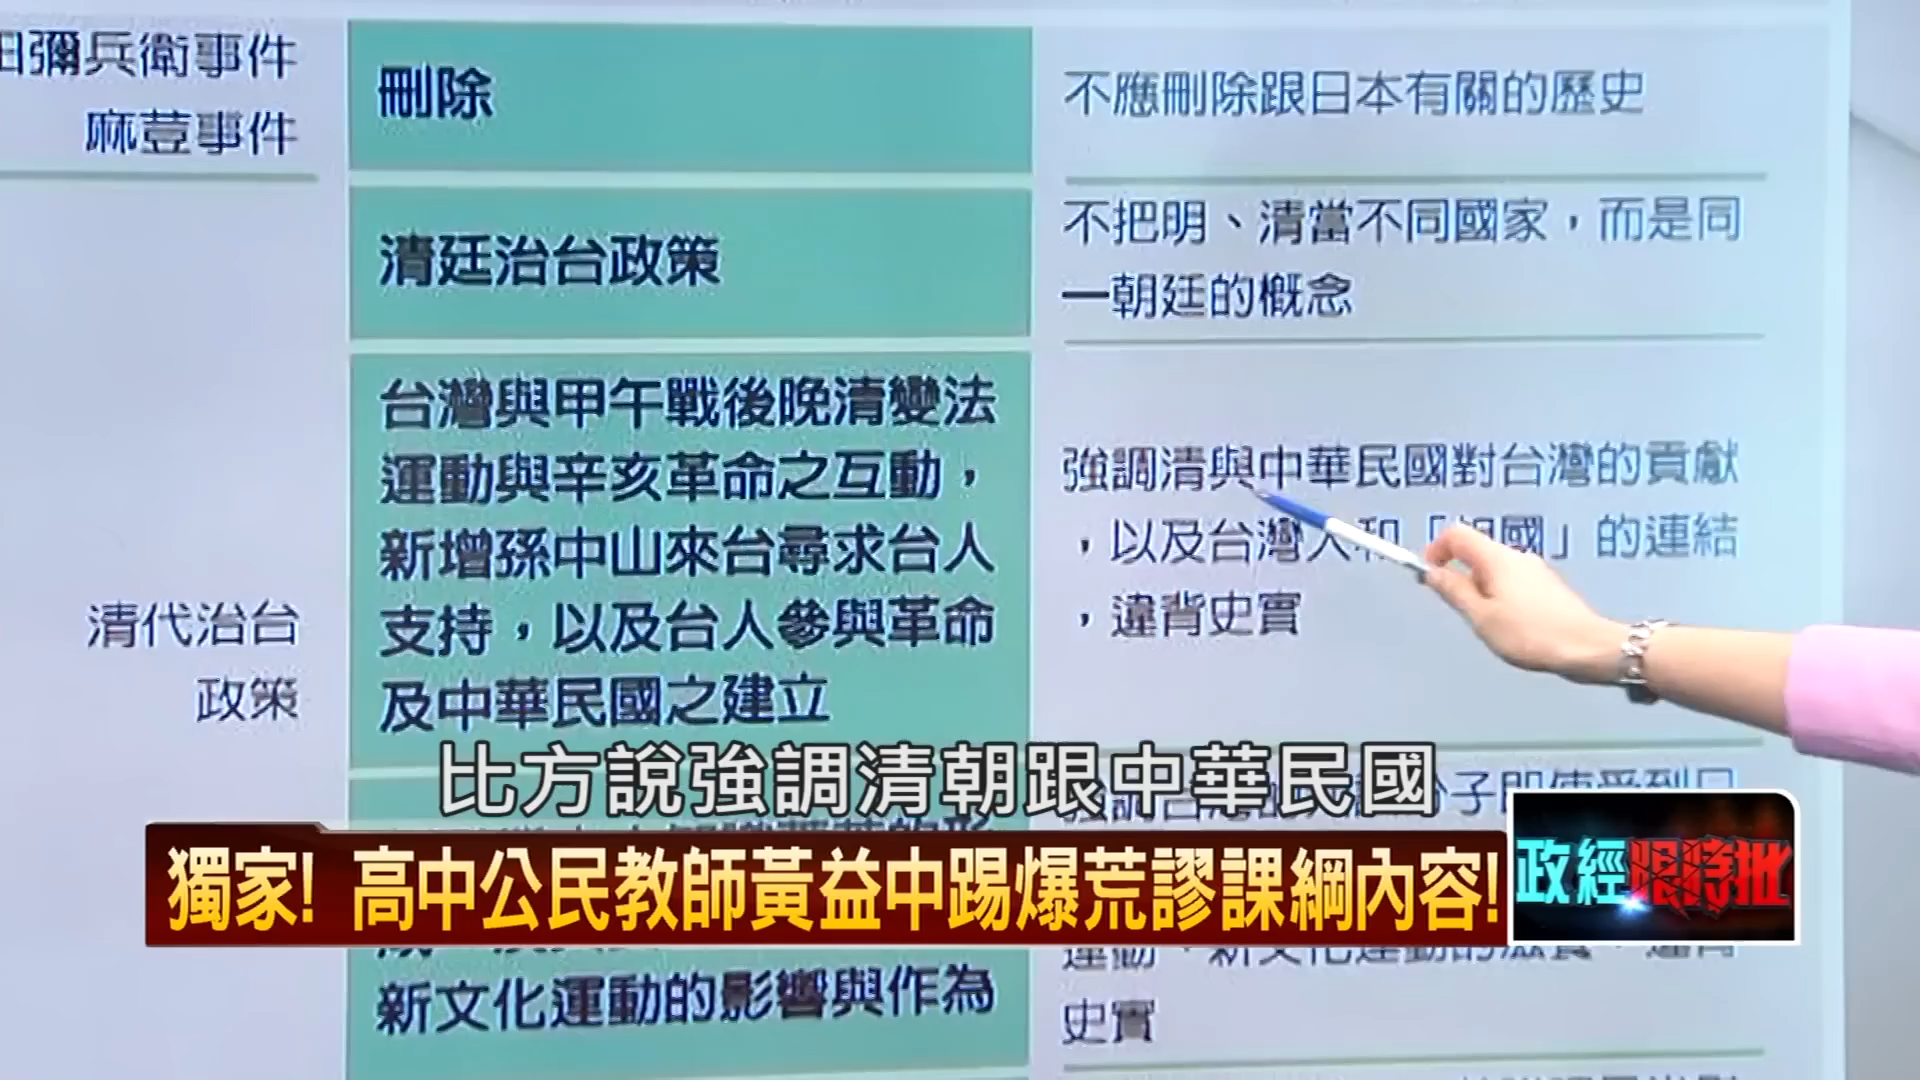 田彌兵衛事件
麻荳事件
刪除
不應刪除跟日本有關的歷史
清廷治台政策
不把明、清當不同國家，而是同
一朝廷的概念
清代治台
政策
台灣與甲午戰後晚清變法
運動與辛亥革命之互動，
新增孫中山來台尋求台人
支持，以及台人參與革命
及中華民國之建立
強調清與中華民國對台灣的貢獻
，以及台灣人和「祖國」的連結
，違背史實
比方說強調清朝跟中華民國
獨家! 高中公民教師黃益中踢爆荒謬課綱內容!
政經眼時批
新文化運動的影響與作為
史實